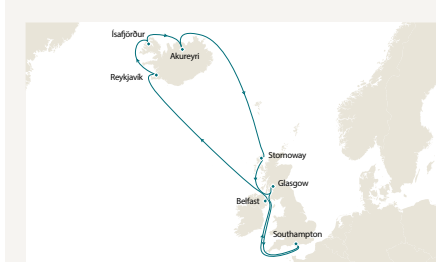 Ísafjörður
Akureyri
Reykjavík
Stornoway
Glasgow
Belfast
Southampton